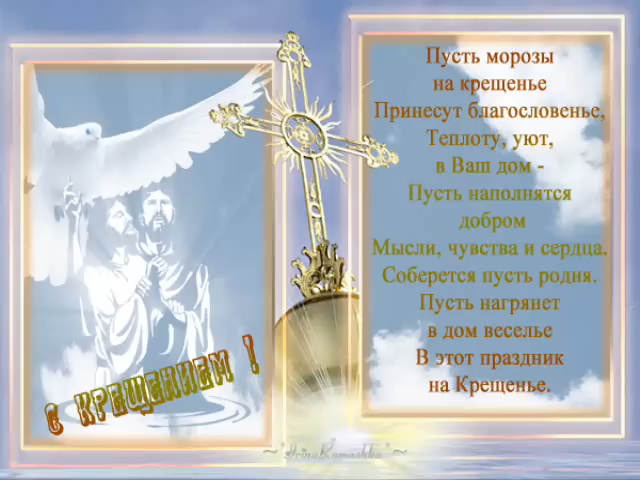 С КРЕЩЕНИЕМ !
Пусть морозы
на крещенье
Принесут благословенье,
Теплоту, уют,
в Ваш дом -
Пусть наполнятся
добром
Мысли, чувства и сердца.
Соберется пусть родня.
Пусть нагрянет
в дом веселье
В этот праздник
на Крещенье.